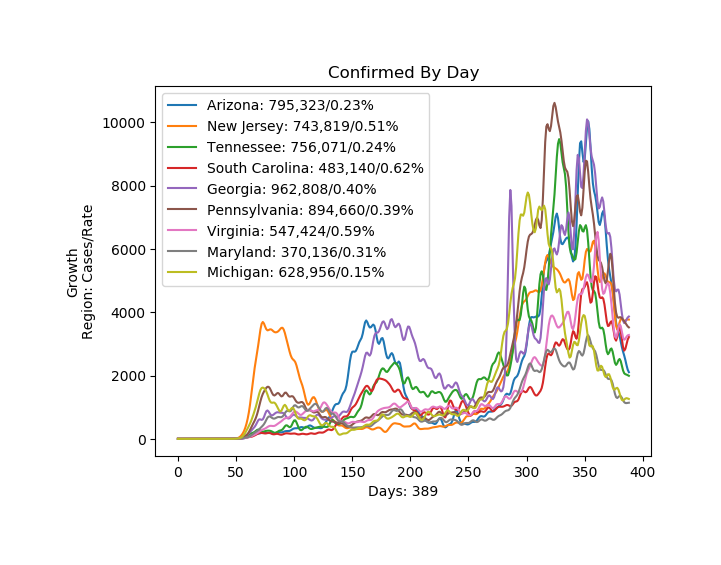 Confirmed By Day
Growth
Region: Cases/Rate
10000
8000
6000
4000
2000
0
Arizona: 795,323/0.23%
New Jersey: 743,819/0.51%
Tennessee: 756,071/0.24%
South Carolina: 483,140/0.62%
Georgia: 962,808/0.40%
Pennsylvania: 894,660/0.39%
Virginia: 547,424/0.59%
Maryland: 370,136/0.31%
Michigan: 628,956/0.15%
0 50 100 150 200 250 300 350 400
Days: 389